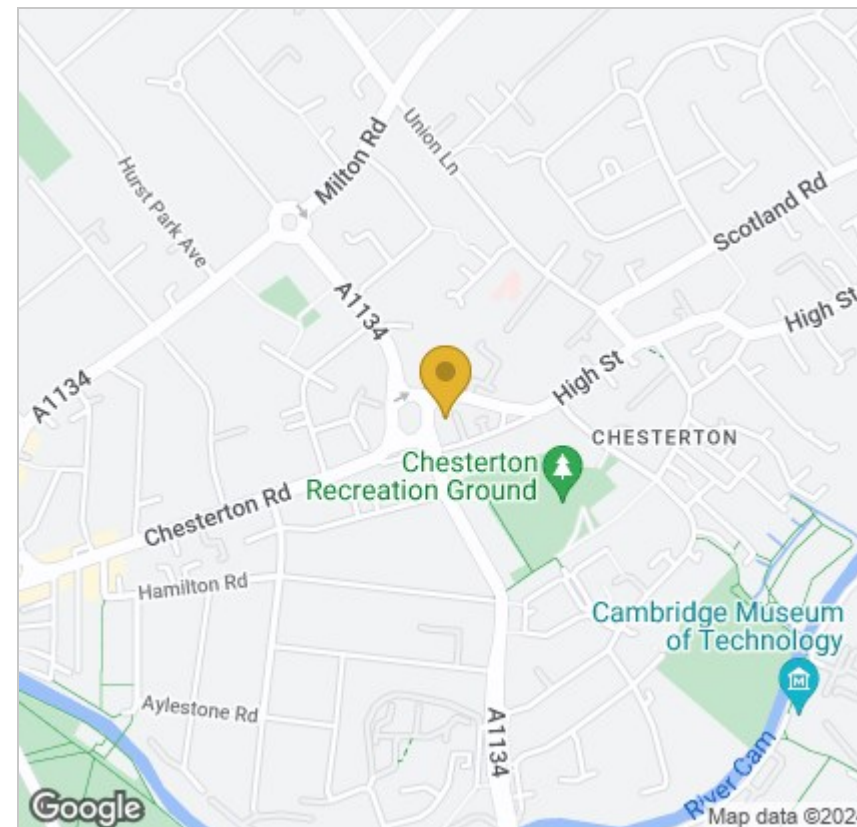 Union Ln
Milton Rd
Hurst Park Ave
Scotland Rd
A1134
High St
A1134
High St
CHESTERTON
Chesterton
Recreation Ground
Chesterton Rd
Hamilton Rd
Cambridge Museum
of Technology
M
Aylestone Rd
A1134
River Cam
Google
Map data ©202